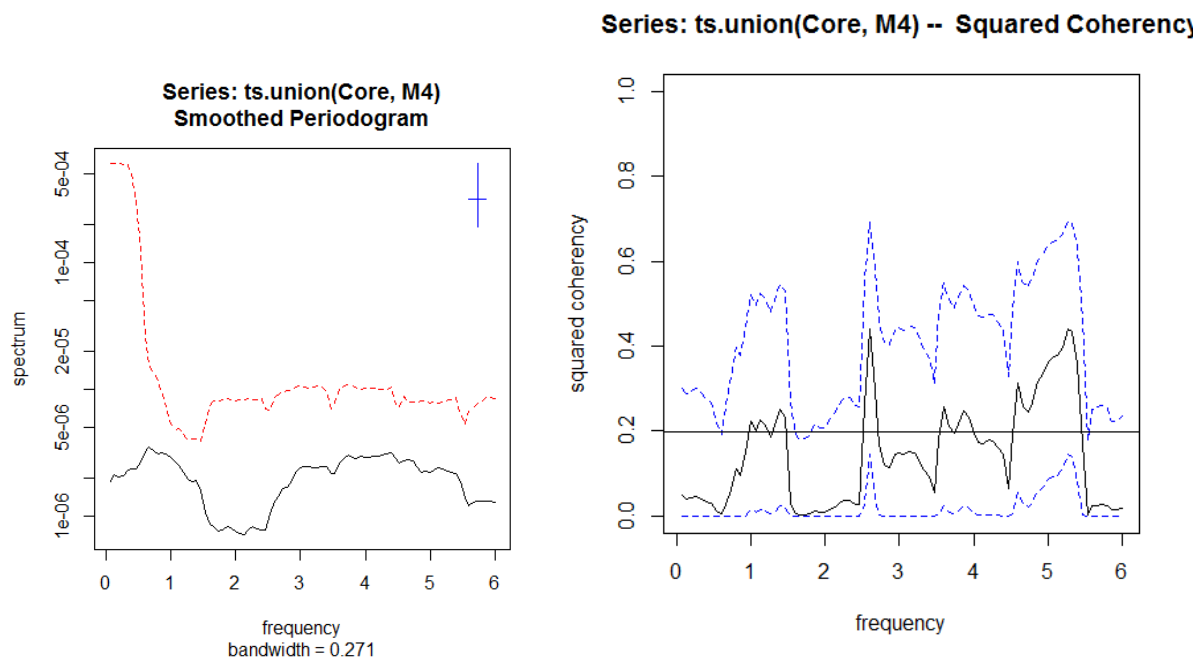 Series: ts.union(Core, M4)
Smoothed Periodogram
spectrum
5e-04
1e-04
2e-05
5e-06
1e-06
0 1 2 3 4 5 6
frequency
bandwidth = 0.271
Series: ts.union(Core, M4) -- Squared Coherency
squared coherency
1.0
0.8
0.6
0.4
0.2
0.0
0 1 2 3 4 5 6
frequency